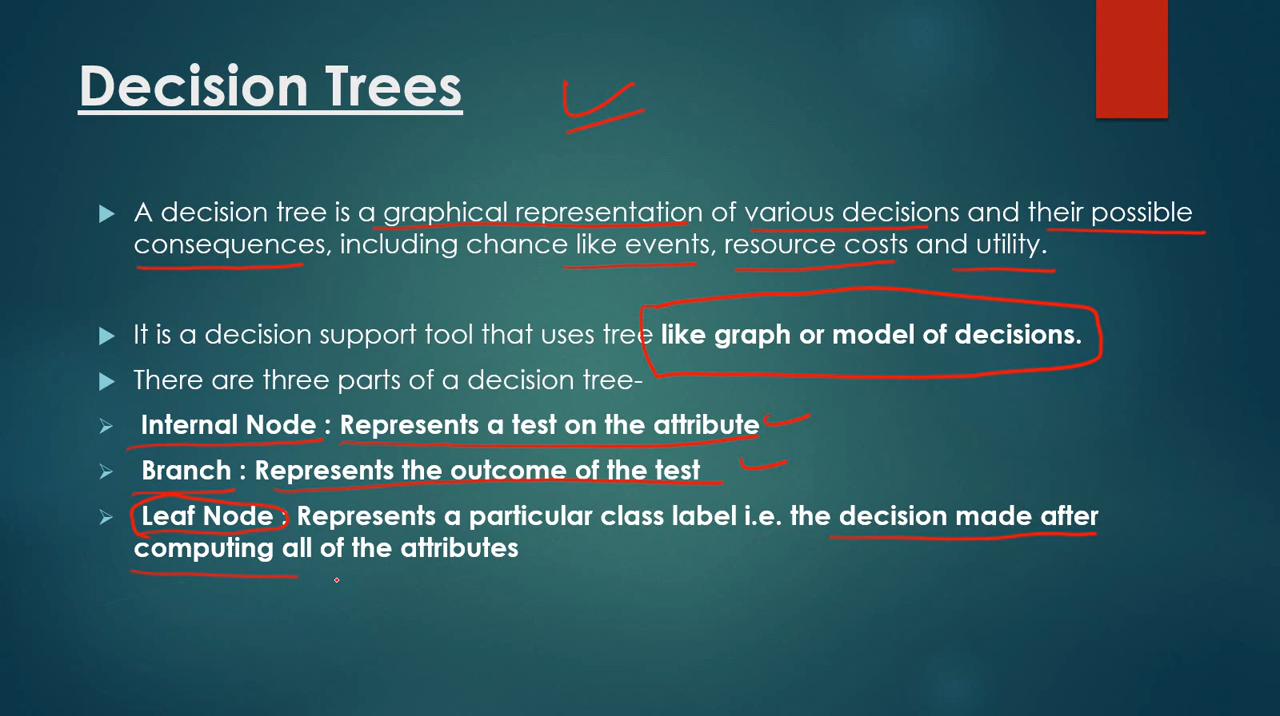 Decision Trees
A decision tree is a graphical representation of various decisions and their possible
consequences, including chance like events, resource costs and utility.
It is a decision support tool that uses tree like graph or model of decisions.
There are three parts of a decision tree-
Internal Node : Represents a test on the attribute
Branch : Represents the outcome of the test
Leaf Node : Represents a particular class label i.e. the decision made after
computing all of the attributes